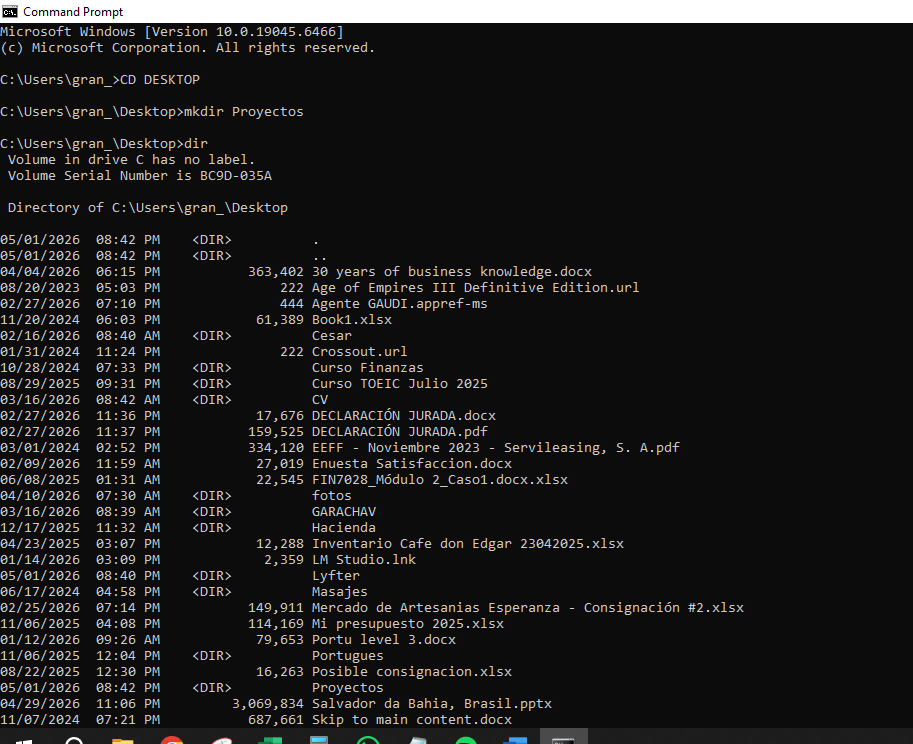 Command Prompt
Microsoft Windows [Version 10.0.19045.6466]
(c) Microsoft Corporation. All rights reserved.
C:\Users\gran_>CD DESKTOP
C:\Users\gran_\Desktop>mkdir Proyectos
C:\Users\gran_\Desktop>dir
 Volume in drive C has no label.
 Volume Serial Number is BC9D-035A
 Directory of C:\Users\gran_\Desktop
05/01/2026  08:42 PM    <DIR>          .
05/01/2026  08:42 PM    <DIR>          ..
04/04/2026  06:15 PM           363,402 30 years of business knowledge.docx
08/20/2023  05:03 PM               222 Age of Empires III Definitive Edition.url
02/27/2026  07:10 PM               444 Agente GAUDI.appref-ms
11/20/2024  06:03 PM            61,389 Book1.xlsx
02/16/2026  08:40 AM    <DIR>          Cesar
01/31/2024  11:24 PM               222 Crossout.url
10/28/2024  07:33 PM    <DIR>          Curso Finanzas
08/29/2025  09:31 PM    <DIR>          Curso TOEIC Julio 2025
03/16/2026  08:42 AM    <DIR>          CV
02/27/2026  11:36 PM            17,676 DECLARACIÓN JURADA.docx
02/27/2026  11:37 PM           159,525 DECLARACIÓN JURADA.pdf
03/01/2024  02:52 PM           334,120 EEFF - Noviembre 2023 - Servileasing, S. A.pdf
02/09/2026  11:59 AM            27,019 Enuesta Satisfaccion.docx
06/08/2025  01:31 AM            22,545 FIN7028_Módulo 2_Caso1.docx.xlsx
04/10/2026  07:30 AM    <DIR>          fotos
03/16/2026  08:39 AM    <DIR>          GARACHAV
12/17/2025  11:32 AM    <DIR>          Hacienda
04/23/2025  03:07 PM            12,288 Inventario Cafe don Edgar 23042025.xlsx
01/14/2026  03:09 PM             2,359 LM Studio.lnk
05/01/2026  08:40 PM    <DIR>          Lyfter
06/17/2024  04:58 PM    <DIR>          Masajes
02/25/2026  07:14 PM           149,911 Mercado de Artesanias Esperanza - Consignación #2.xlsx
11/06/2025  04:08 PM           114,169 Mi presupuesto 2025.xlsx
01/12/2026  09:26 AM            79,653 Portu level 3.docx
11/06/2025  12:04 PM    <DIR>          Portugues
08/22/2025  12:30 PM            16,263 Posible consignacion.xlsx
05/01/2026  08:42 PM    <DIR>          Proyectos
04/29/2026  11:06 PM         3,069,834 Salvador da Bahia, Brasil.pptx
11/07/2024  07:21 PM           687,661 Skip to main content.docx